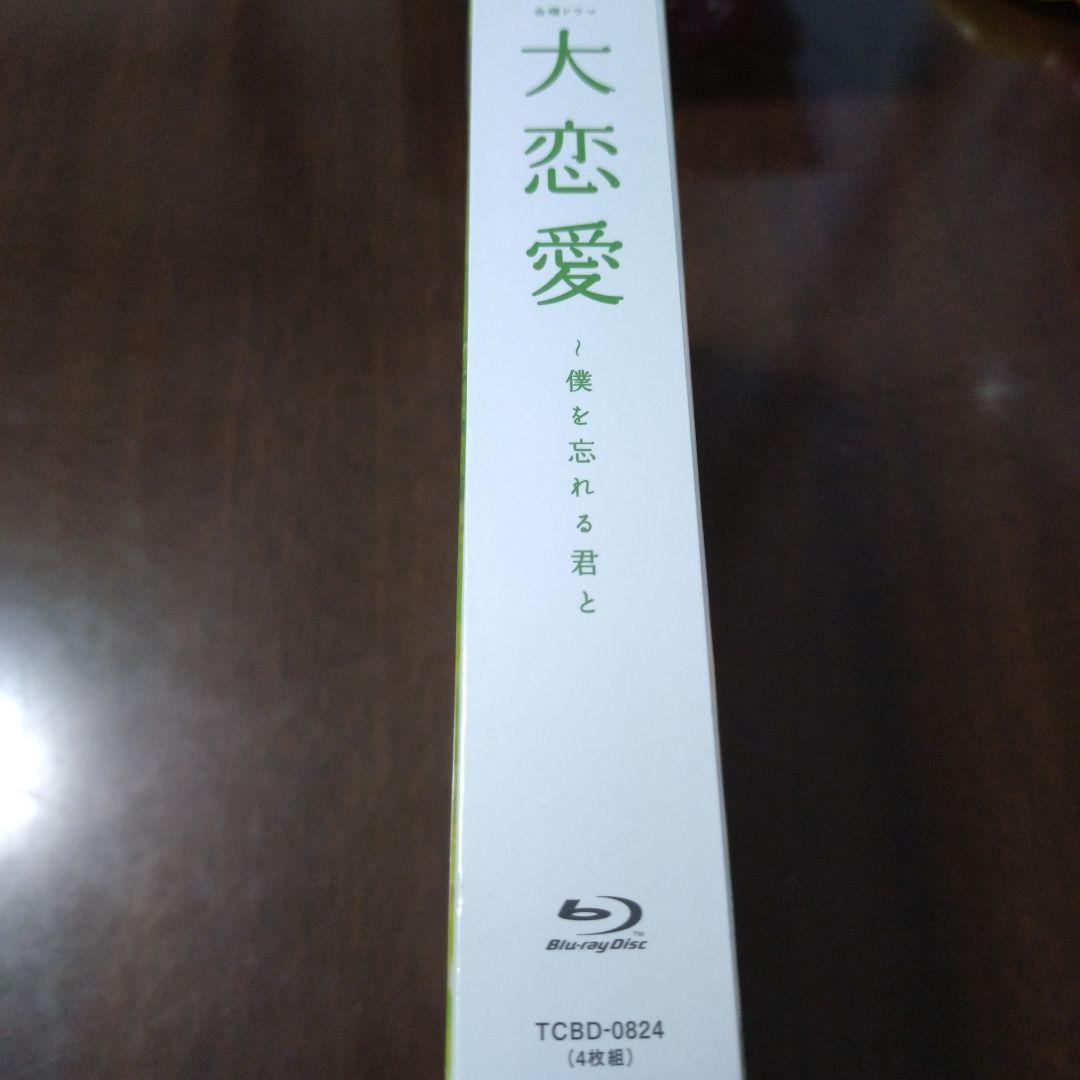 金曜ドラマ
大恋愛
~僕を忘れる君と
Blu-ray Disc™
TCBD-0824
(4枚組)